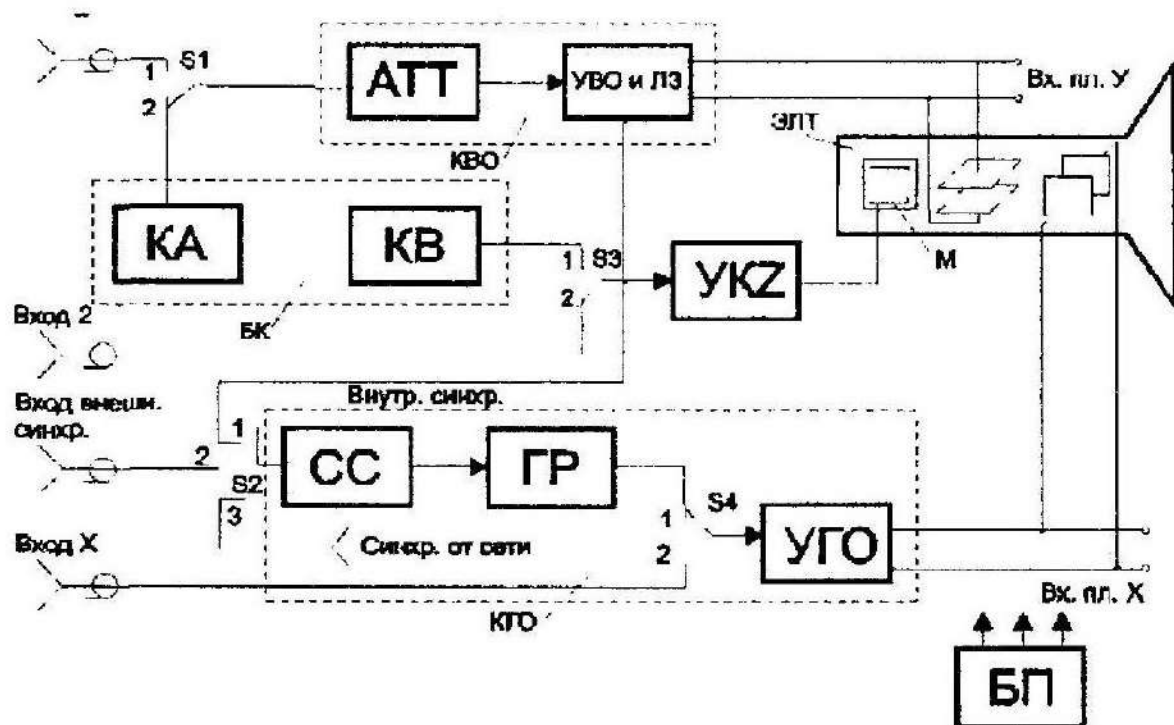 S1
1
2
АТТ
УВО и ЛЗ
Вх. пл. У
ЭЛТ
КВО
КА
КВ
1
S3
2
УКZ
М
БК
Вход 2
Вход внешн.
синхр.
Внутр. синхр.
1
2
S2
3
СС
ГР
S4
1
2
УГО
Синхр. от сети
Вход Х
КГО
Вх. пл. Х
БП